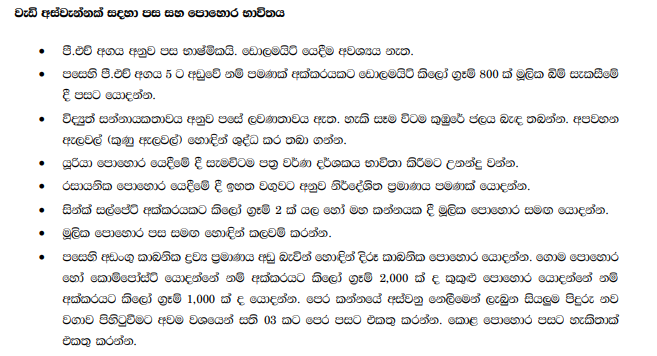 වැඩි අස්වැන්නක් සදහා පස සහ පොහොර භාවිතය
• පී.එච් අගය අනුව පස භාෂ්මිකයි. ඩොලමයිට් යෙදීම අවශ්‍යය නැත.
• පසෙහි පී.එච් අගය 5 ට අඩුවේ නම් පමණක් අක්කරයකට ඩොලමයිට් කිලෝ ග්‍රෑම් 800 ක් මූලික බිම් සැකසීමේ
දී පසට යොදන්න.
• විද්‍යුත් සන්නායකතාවය අනුව පසේ ලවණතාවය ඇත. හැකි සෑම විටම කුඹුරේ ජලය බැඳ තබන්න. අපවහන
ඇලවල් (කුණු ඇලවල්) හොඳින් ශුද්ධ කර තබා ගන්න.
• යූරියා පොහොර යෙදීමේ දී සැමවිටම පත්‍ර වර්ණ දර්ශකය භාවිතා කිරීමට උනන්දු වන්න.
• රසායනික පොහොර යෙදීමේ දී ඉහත වගුවට අනුව නිර්දේශිත ප්‍රමාණය පමණක් යොදන්න.
• සින්ක් සල්පේට් අක්කරයකට කිලෝ ග්‍රෑම් 2 ක් යල හෝ මහ කන්නයක දී මූලික පොහොර සමඟ යොදන්න.
• මූලික පොහොර පස සමඟ හොඳින් කලවම් කරන්න.
• පසෙහි අඩංගු කාබනික ද්‍රව්‍ය ප්‍රමාණය අඩු බැවින් හොඳින් දිරූ කාබනික පොහොර යොදන්න. ගොම පොහොර
හෝ කොම්පෝස්ට් යොදන්නේ නම් අක්කරයට කිලෝ ග්‍රෑම් 2,000 ක් ද කුකුළු පොහොර යොදන්නේ නම්
අක්කරයට කිලෝ ග්‍රෑම් 1,000 ක් ද යොදන්න. පෙර කන්නයේ අස්වනු නෙලීමෙන් ලැබුන සියලුම පිදුරු නව
වගාව පිහිටුවීමට අවම වශයෙන් සති 03 කට පෙර පසට එකතු කරන්න. කොළ පොහොර පසට හැකිතාක්
එකතු කරන්න.